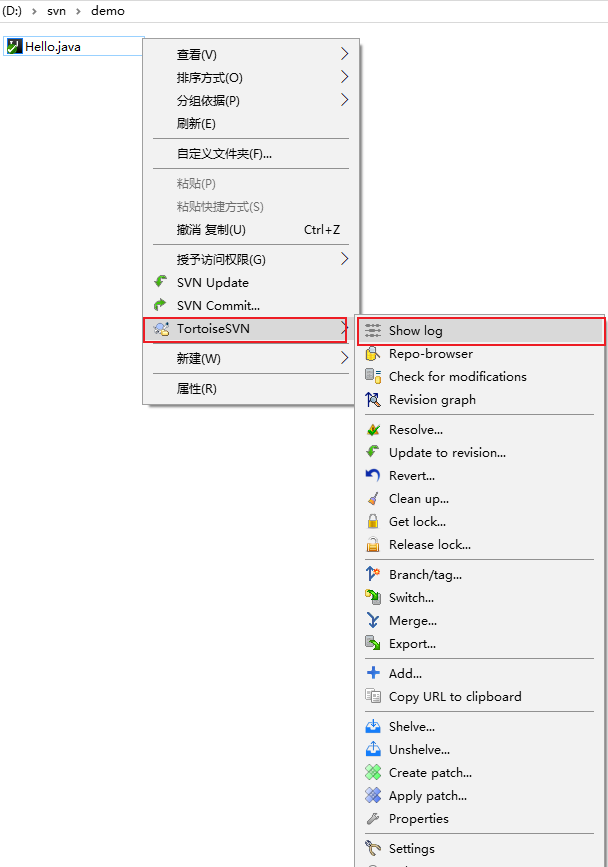 (D:) > svn > demo
Hello.java
查看(V)
排序方式(O)
分组依据(P)
刷新(E)
自定义文件夹(F)...
粘贴(P)
粘贴快捷方式(S)
撤消 复制(U) Ctrl+Z
授予访问权限(G)
SVN Update
SVN Commit...
TortoiseSVN
新建(W)
属性(R)
Show log
Repo-browser
Check for modifications
Revision graph
Resolve...
Update to revision...
Revert...
Clean up...
Get lock...
Release lock...
Branch/tag...
Switch...
Merge...
Export...
Add...
Copy URL to clipboard
Shelve...
Unshelve...
Create patch...
Apply patch...
Properties
Settings